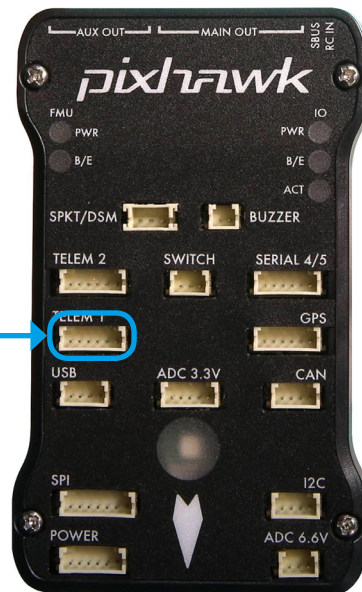 AUX OUT MAIN OUT SBUS
RC IN
pixhawk
FMU IO
PWR PWR
B/E B/E
ACT
SPKT/DSM BUZZER
TELEM 2 SWITCH SERIAL 4/5
TELEM 1 GPS
USB ADC 3.3V CAN
SPI I2C
POWER ADC 6.6V